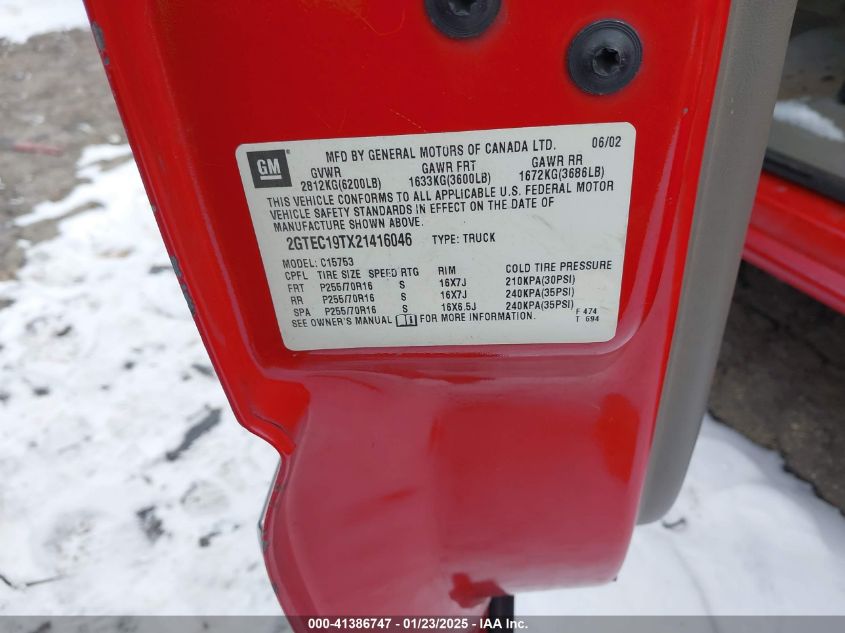 MFD BY GENERAL MOTORS OF CANADA LTD. 06/02
GM
GVWR GAWR FRT GAWR RR
2812KG(6200LB) 1633KG(3600LB) 1672KG(3686LB)
THIS VEHICLE CONFORMS TO ALL APPLICABLE U.S. FEDERAL MOTOR
VEHICLE SAFETY STANDARDS IN EFFECT ON THE DATE OF
MANUFACTURE SHOWN ABOVE.
2GTEC19TX21416046 TYPE: TRUCK
MODEL: C15753
CPFL TIRE SIZE SPEED RTG RIM COLD TIRE PRESSURE
FRT P255/70R16 S 16X7J 210KPA(30PSI)
RR P255/70R16 S 16X7J 240KPA(35PSI)
SPA P255/70R16 S 16X6.5J 240KPA(35PSI)
SEE OWNER'S MANUAL FOR MORE INFORMATION.
F 474
T 694
000-41386747 - 01/23/2025 - IAA Inc.